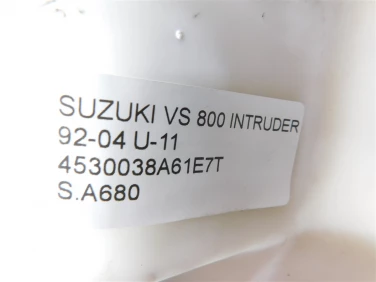 SUZUKI VS 800 INTRUDER
92-04 U-11
4530038A61E7T
S.A680